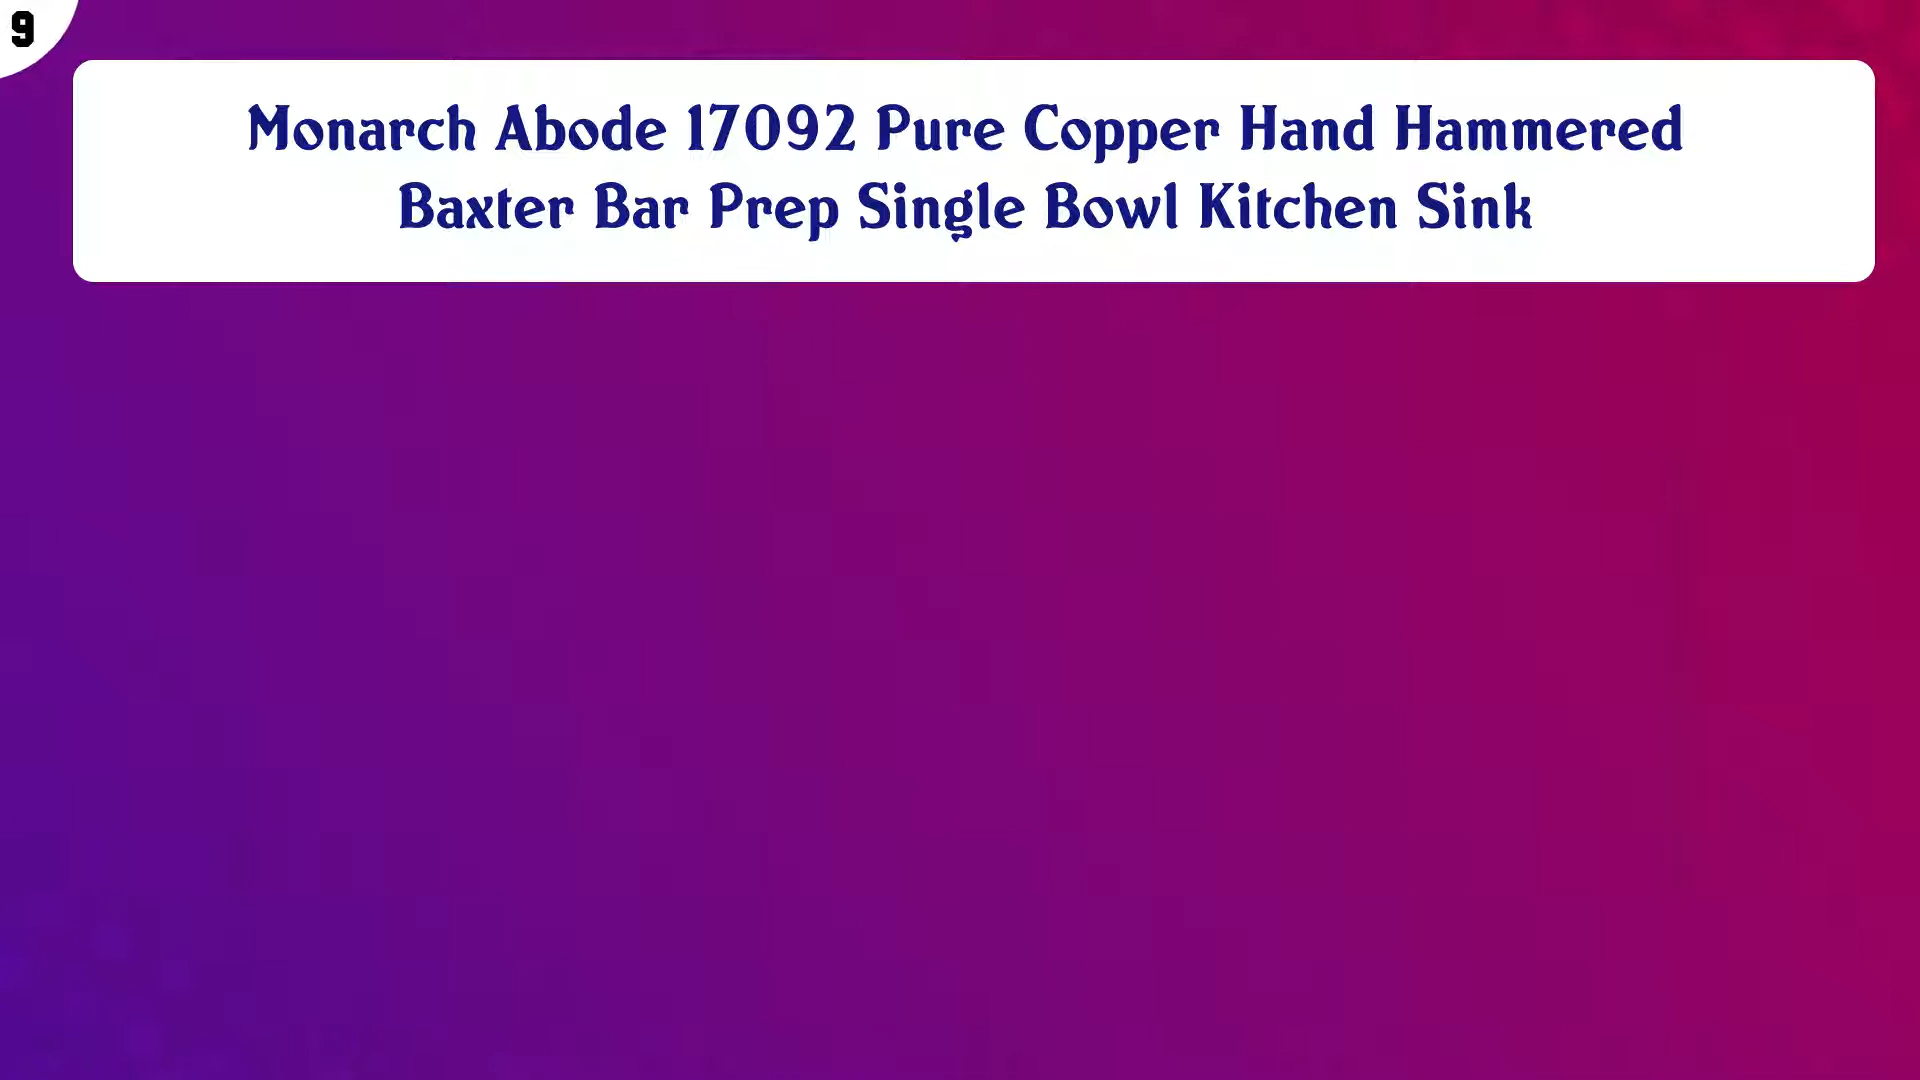 9
Monarch Abode 17092 Pure Copper Hand Hammered
Baxter Bar Prep Single Bowl Kitchen Sink